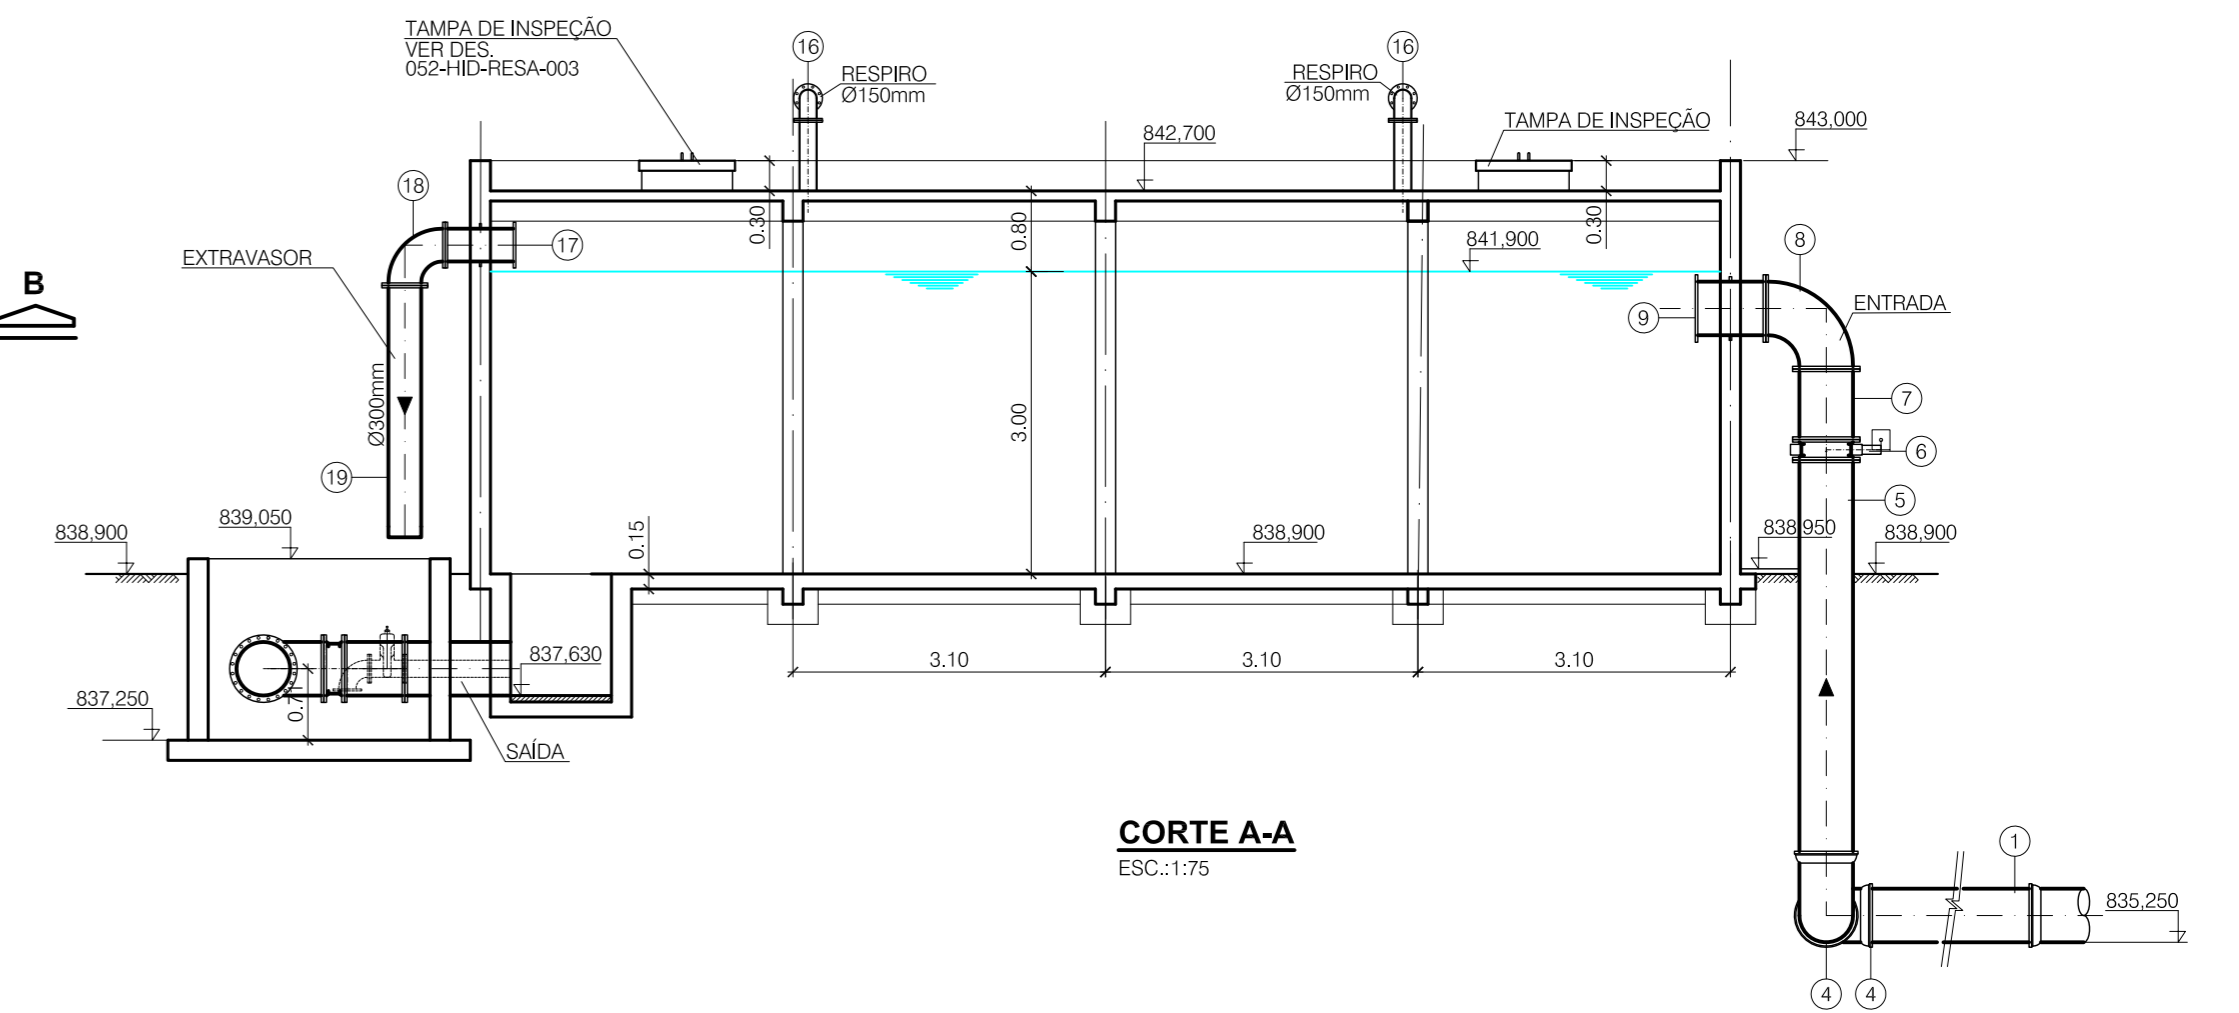 TAMPA DE INSPEÇÃO
VER DES.
052-HID-RESA-003
16
RESPIRO
Ø150mm
16
RESPIRO
Ø150mm
TAMPA DE INSPEÇÃO
842,700
843,000
18
17
EXTRAVASOR
B
0.30
0.80
0.30
841,900
8
ENTRADA
9
Ø300mm
3.00
7
6
19
5
838,900
839,050
0.15
838,900
838,950
838,900
837,630
3.10
3.10
3.10
837,250
0.71
SAÍDA
CORTE A-A
ESC.:1:75
1
835,250
4
4